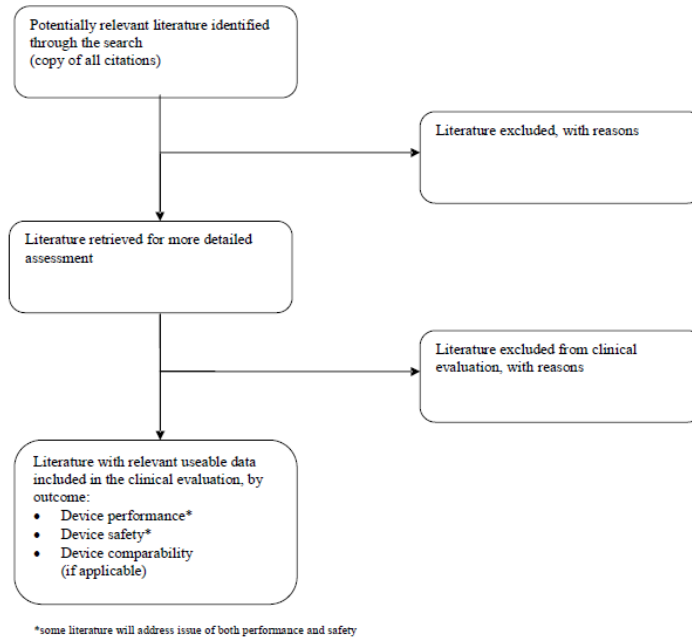 Potentially relevant literature identified
through the search
(copy of all citations)
Literature excluded, with reasons
Literature retrieved for more detailed
assessment
Literature excluded from clinical
evaluation, with reasons
Literature with relevant useable data
included in the clinical evaluation, by
outcome:
• Device performance*
• Device safety*
• Device comparability
(if applicable)
*some literature will address issue of both performance and safety